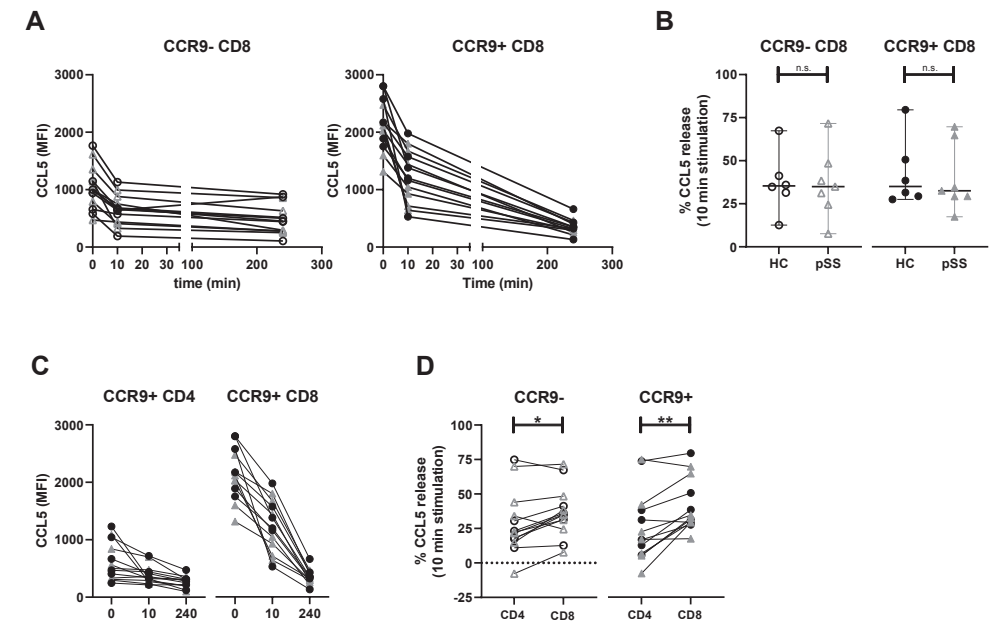 A
CCR9- CD8
CCR9+ CD8
CCL5 (MFI)
3000
2000
1000
0
0 10 20 30 100 200 300
time (min)
CCL5 (MFI)
3000
2000
1000
0
0 10 20 30 100 200 300
Time (min)
B
CCR9- CD8
CCR9+ CD8
n.s.
n.s.
% CCL5 release
(10 min stimulation)
100
75
50
25
0
HC pSS
HC pSS
C
CCR9+ CD4
CCR9+ CD8
CCL5 (MFI)
3000
2000
1000
0
0 10 240
0 10 240
D
CCR9-
CCR9+
*
**
% CCL5 release
(10 min stimulation)
100
75
50
25
0
-25
CD4 CD8
CD4 CD8